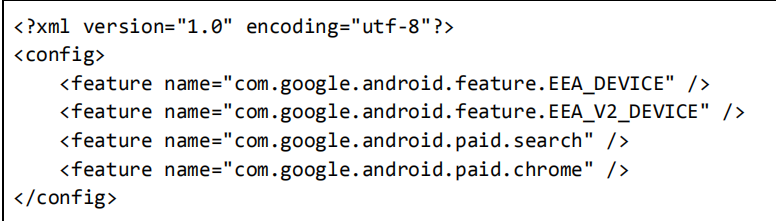 <?xml version="1.0" encoding="utf-8"?>
<config>
    <feature name="com.google.android.feature.EEA_DEVICE" />
    <feature name="com.google.android.feature.EEA_V2_DEVICE" />
    <feature name="com.google.android.paid.search" />
    <feature name="com.google.android.paid.chrome" />
</config>